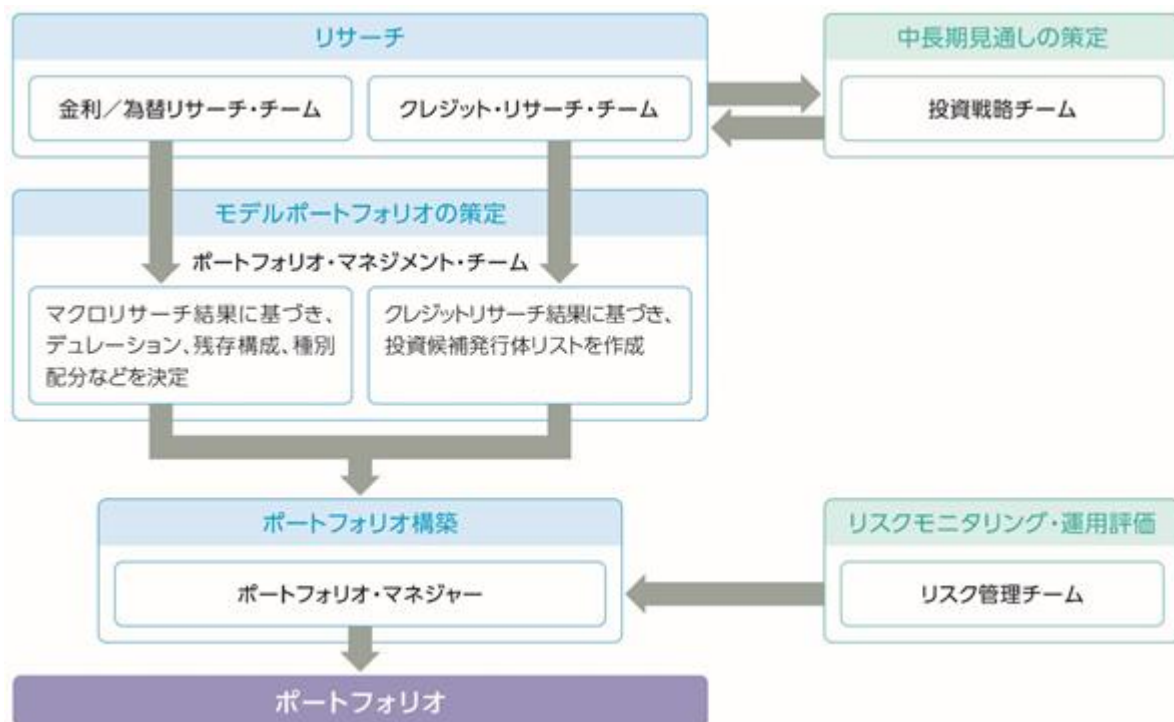 リサーチ
中長期見通しの策定
金利／為替リサーチ・チーム
クレジット・リサーチ・チーム
投資戦略チーム
モデルポートフォリオの策定
ポートフォリオ・マネジメント・チーム
マクロリサーチ結果に基づき、
デュレーション、残存構成、種別
配分などを決定
クレジットリサーチ結果に基づき、
投資候補発行体リストを作成
ポートフォリオ構築
リスクモニタリング・運用評価
ポートフォリオ・マネジャー
リスク管理チーム
ポートフォリオ